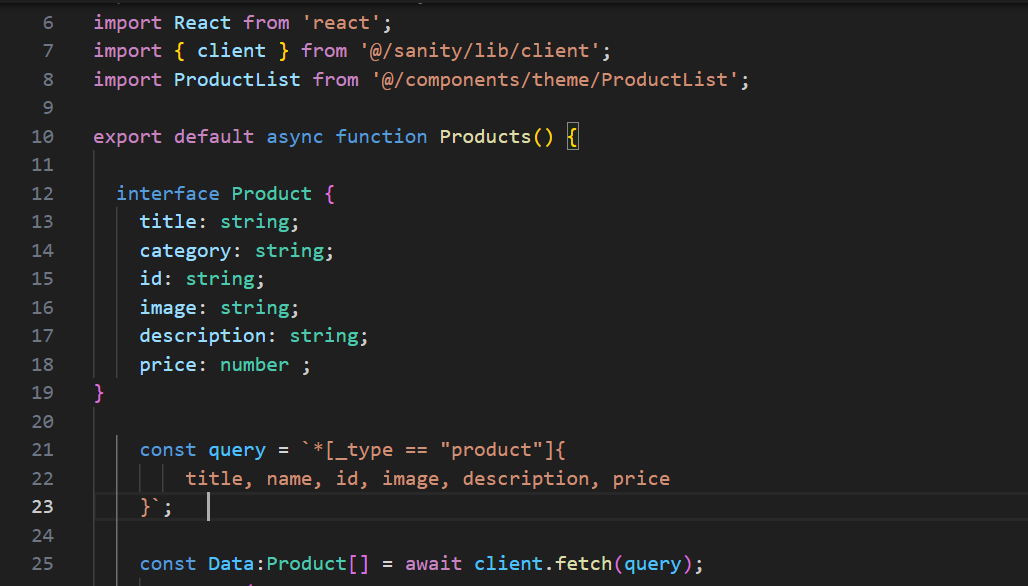 6 import React from 'react';
7 import { client } from '@/sanity/lib/client';
8 import ProductList from '@/components/theme/ProductList';
9
10 export default async function Products() {
11
12 interface Product {
13 title: string;
14 category: string;
15 id: string;
16 image: string;
17 description: string;
18 price: number ;
19 }
20
21 const query = `*[_type == "product"]{
22 title, name, id, image, description, price
23 }`;
24
25 const Data:Product[] = await client.fetch(query);